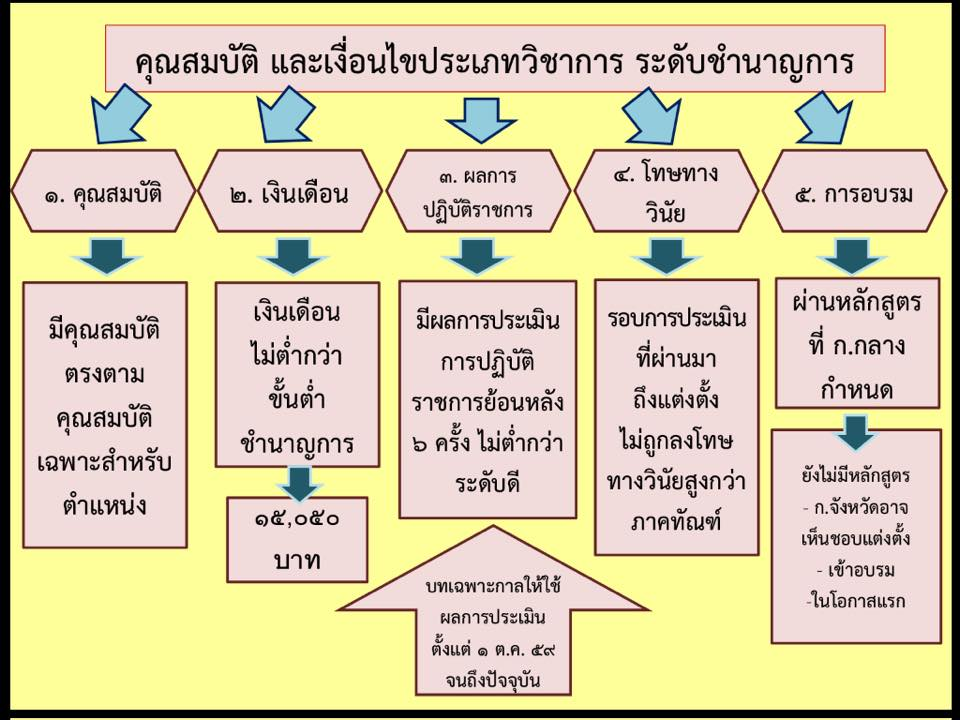 คุณสมบัติ และเงื่อนไขประเภทวิชาการ ระดับชำนาญการ
๑. คุณสมบัติ
๒. เงินเดือน
๓. ผลการ
ปฏิบัติราชการ
๔. โทษทาง
วินัย
๕. การอบรม
มีคุณสมบัติ
ตรงตาม
คุณสมบัติ
เฉพาะสำหรับ
ตำแหน่ง
เงินเดือน
ไม่ต่ำกว่า
ขั้นต่ำ
ชำนาญการ
๑๕,๐๕๐
บาท
มีผลการประเมิน
การปฏิบัติ
ราชการย้อนหลัง
๖ ครั้ง ไม่ต่ำกว่า
ระดับดี
บทเฉพาะกาลให้ใช้
ผลการประเมิน
ตั้งแต่ ๑ ต.ค. ๕๙
จนถึงปัจจุบัน
รอบการประเมิน
ที่ผ่านมา
ถึงแต่งตั้ง
ไม่ถูกลงโทษ
ทางวินัยสูงกว่า
ภาคทัณฑ์
ผ่านหลักสูตร
ที่ ก.กลาง
กำหนด
ยังไม่มีหลักสูตร
- ก.จังหวัดอาจ
เห็นชอบแต่งตั้ง
- เข้าอบรม
-ในโอกาสแรก